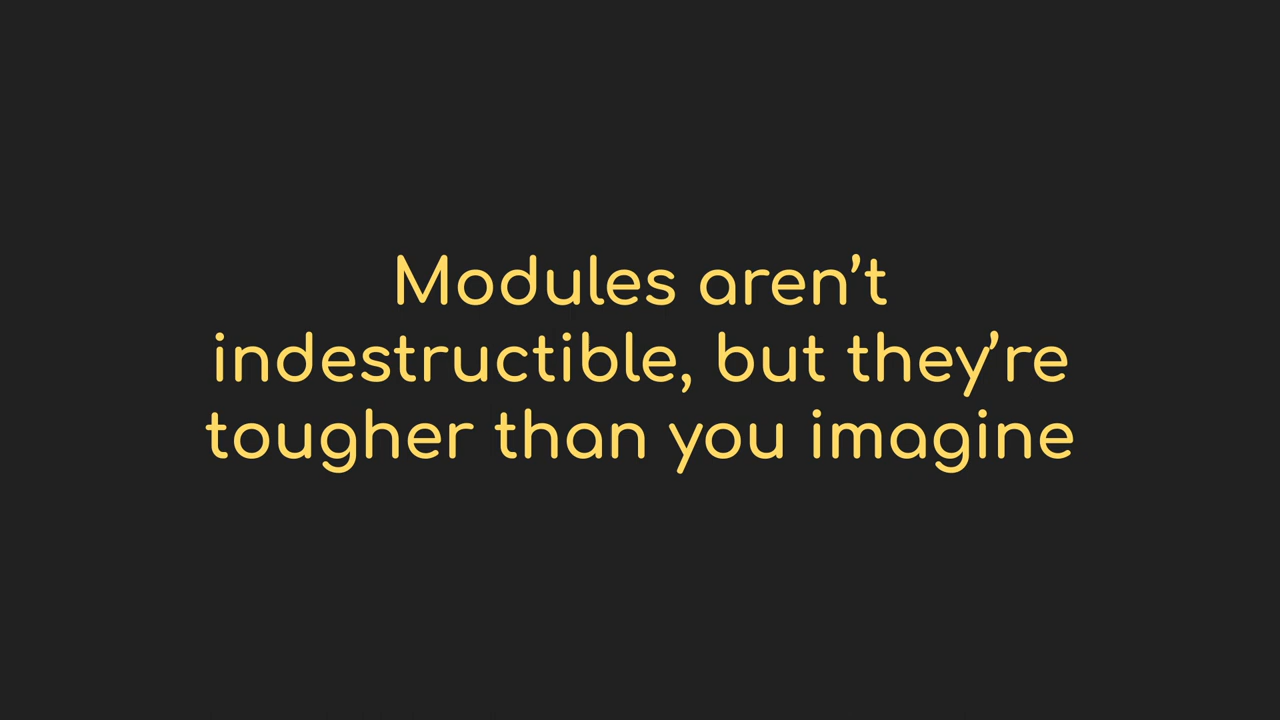 Modules aren’t
indestructible, but they’re
tougher than you imagine